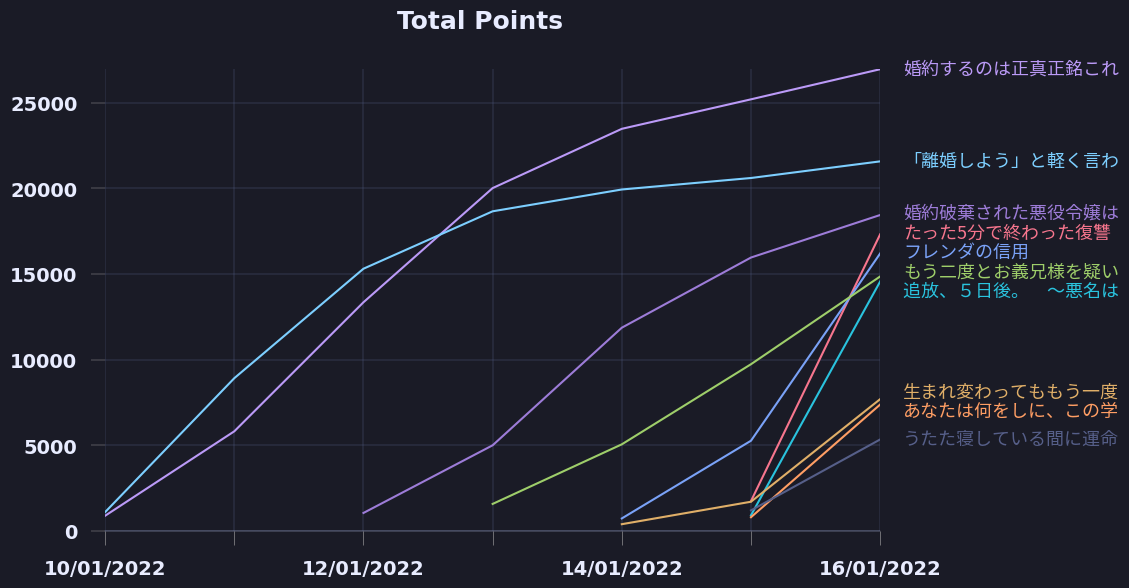 Total Points
25000
20000
15000
10000
5000
0
10/01/2022
12/01/2022
14/01/2022
16/01/2022
婚約するのは正真正銘これ
「離婚しよう」と軽く言わ
婚約破棄された悪役令嬢は
たった5分で終わった復讐
フレンダの信用
もう二度とお義兄様を疑い
追放、５日後。　～悪名は
生まれ変わってももう一度
あなたは何をしに、この学
うたた寝している間に運命